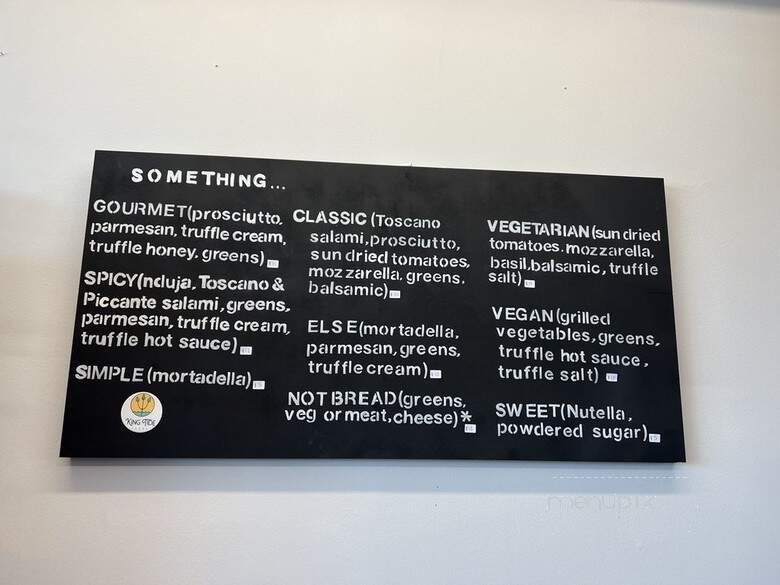 SOMETHING...
GOURMET(prosciutto,
parmesan, truffle cream,
truffle honey, greens)
SPICY(nduja, Toscano &
Piccante salami, greens,
parmesan, truffle cream,
truffle hot sauce)
SIMPLE (mortadella)
KING TIDE
CLASSIC (Toscano
salami,prosciutto,
sun dried tomatoes,
mozzarella, greens,
balsamic)
ELSE(mortadella,
parmesan, greens,
truffle cream)
NOT BREAD(greens,
veg or meat,cheese)*
VEGETARIAN (sun dried
tomatoes, mozzarella,
basil,balsamic, truffle
salt)
VEGAN (grilled
vegetables, greens,
truffle hot sauce,
truffle salt)
SWEET(Nutella,
powdered sugar)
menupix